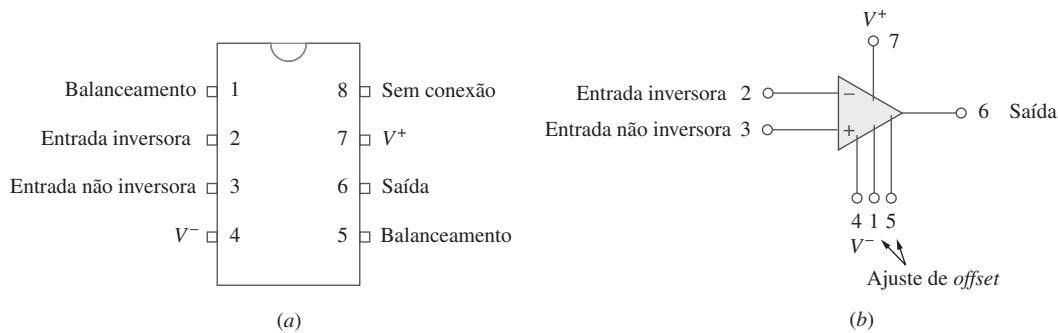 Balanceamento 1
8 Sem conexão
Entrada inversora 2
7 V⁺
Entrada não inversora 3
6 Saída
V⁻ 4
5 Balanceamento
(a)
V⁺
7
Entrada inversora 2
−
Entrada não inversora 3
+
6 Saída
4 1 5
V⁻
Ajuste de offset
(b)